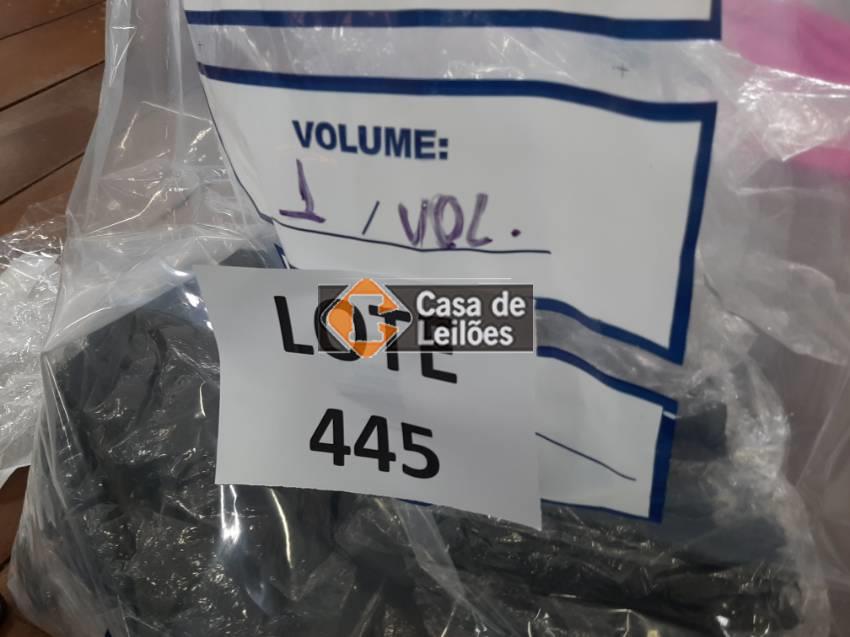 VOLUME:
1 / VOL.
LOTE
Casa de
Leilões
445